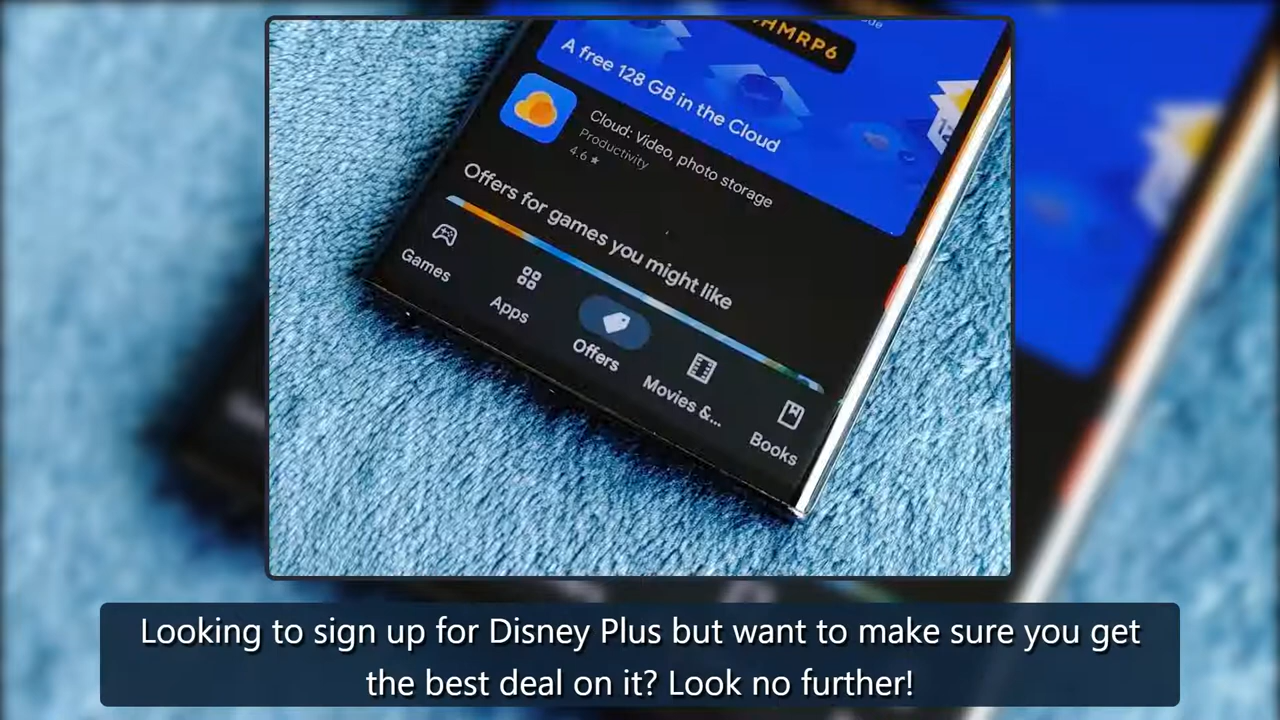 HMRP6
A free 128 GB in the Cloud
Cloud: Video, photo storage
Productivity
4.6 ★
Offers for games you might like
Games
Apps
Offers
Movies &...
Books
Looking to sign up for Disney Plus but want to make sure you get
the best deal on it? Look no further!